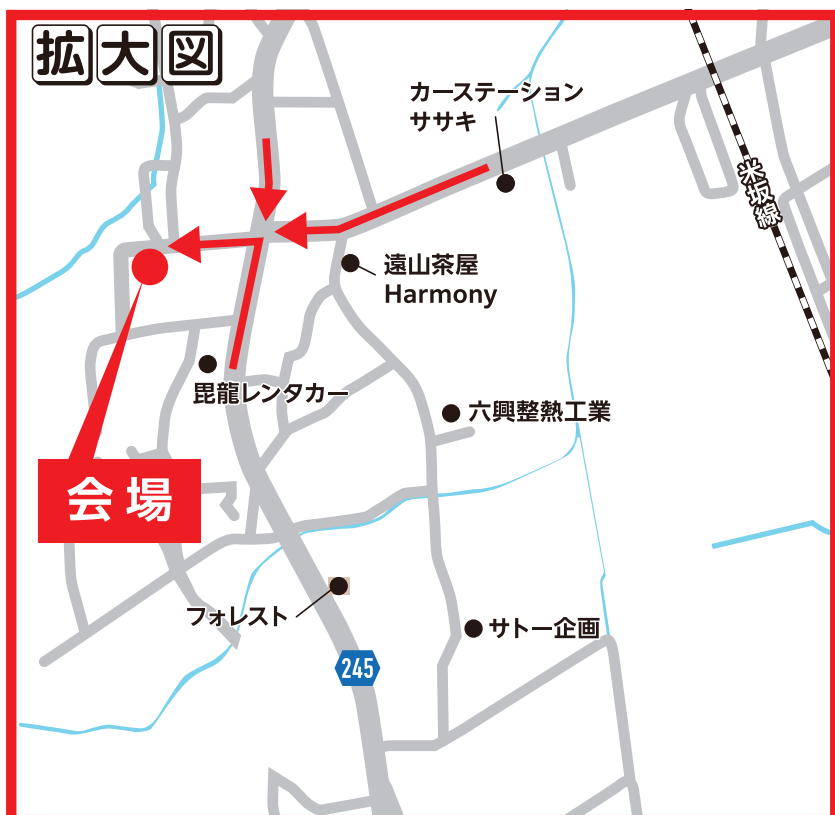 拡大図
カーステーション
ササキ
米坂線
遠山茶屋
Harmony
毘龍レンタカー
六興整熱工業
会場
フォレスト
サトー企画
245